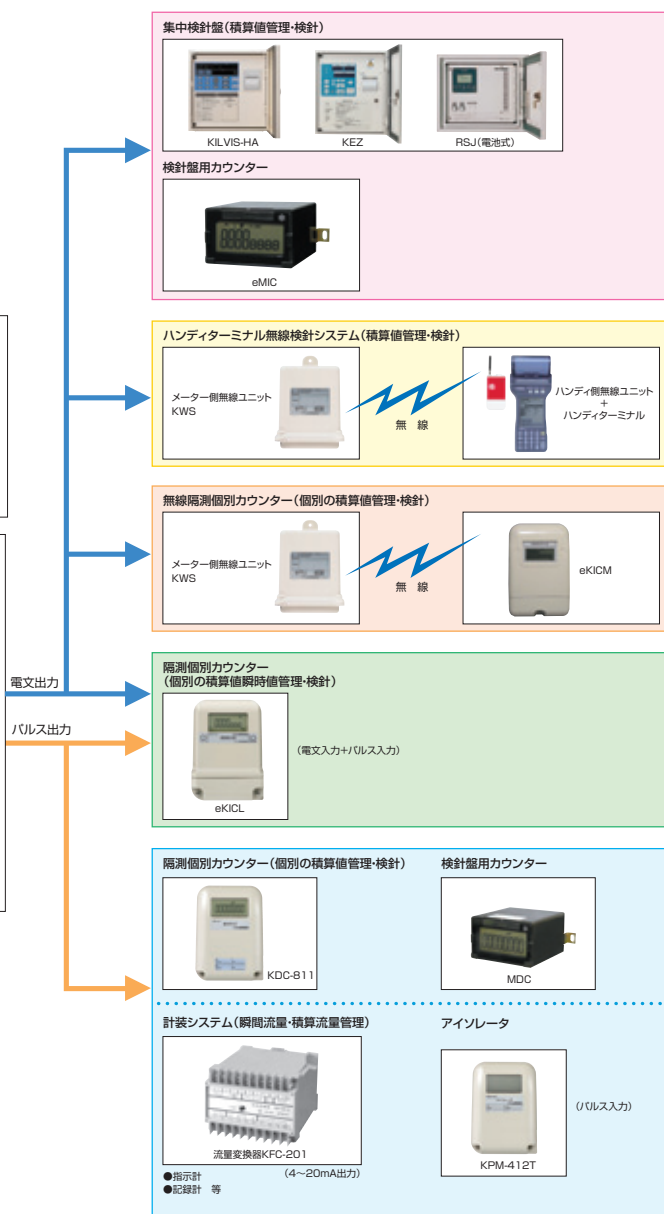 集中検針盤（積算値管理・検針）
KILVIS-HA
KEZ
RSJ（電池式）
検針盤用カウンター
eMIC
ハンディターミナル無線検針システム（積算値管理・検針）
メーター側無線ユニット
KWS
無 線
ハンディ側無線ユニット
+
ハンディターミナル
無線隔測個別カウンター（個別の積算値管理・検針）
メーター側無線ユニット
KWS
無 線
eKICM
電文出力
パルス出力
隔測個別カウンター
（個別の積算値瞬時値管理・検針）
（電文入力+パルス入力）
eKICL
隔測個別カウンター（個別の積算値管理・検針）
KDC-811
検針盤用カウンター
MDC
計装システム（瞬間流量・積算流量管理）
流量変換器KFC-201
●指示計
（4〜20mA出力）
●記録計 等
アイソレータ
（パルス入力）
KPM-412T